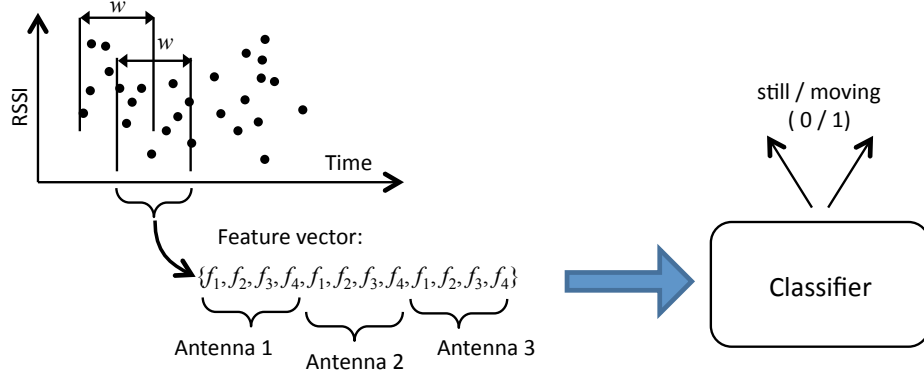 w
w
RSSI
Time
Feature vector:
{f1, f2, f3, f4, f1, f2, f3, f4, f1, f2, f3, f4}
Antenna 1
Antenna 2
Antenna 3
still / moving
( 0 / 1)
Classifier